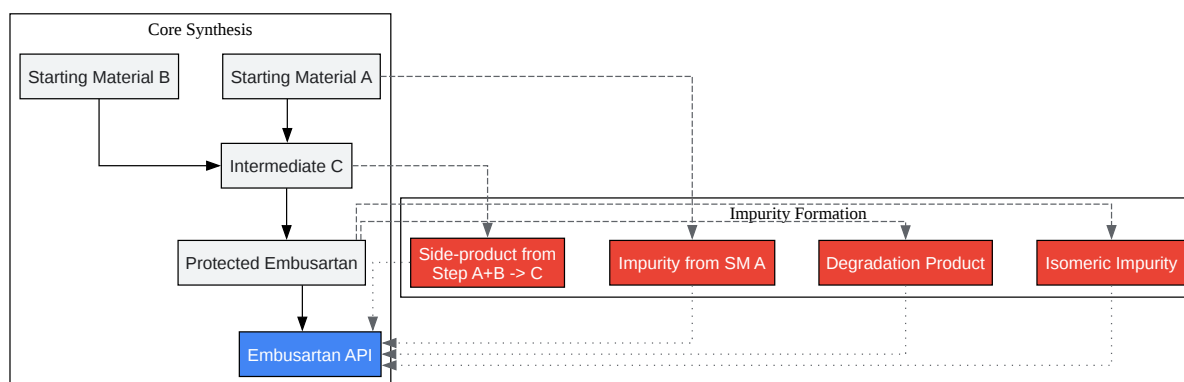 Core Synthesis
Starting Material B
Starting Material A
Intermediate C
Impurity Formation
Protected Embusartan
Side-product from
Step A+B -> C
Impurity from SM A
Degradation Product
Isomeric Impurity
Embusartan API